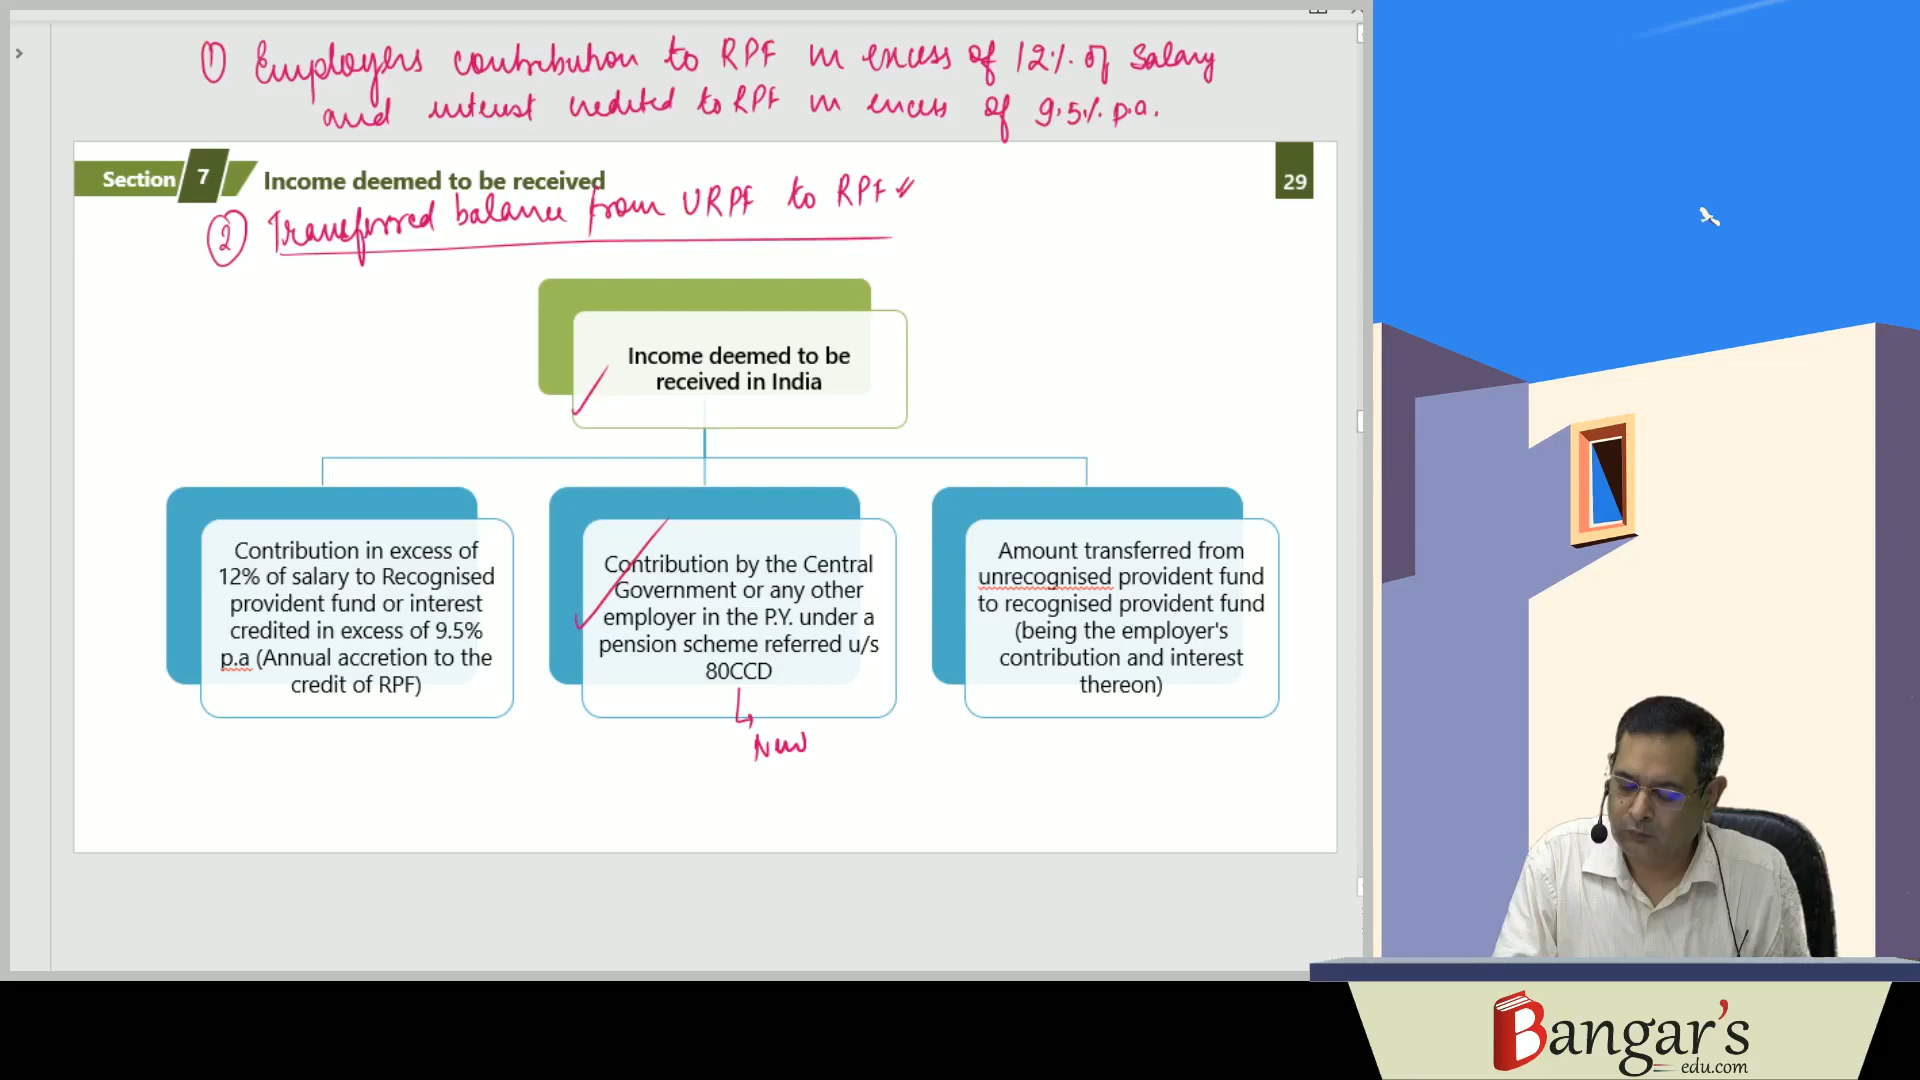 ① Employers contribution to RPF in excess of 12% of Salary
and interest credited to RPF in excess of 9.5% p.a.
Section 7 Income deemed to be received
29
② Transferred balance from URPF to RPF
Income deemed to be
received in India
Contribution in excess of
12% of salary to Recognised
provident fund or interest
credited in excess of 9.5%
p.a (Annual accretion to the
credit of RPF)
Contribution by the Central
Government or any other
employer in the P.Y. under a
pension scheme referred u/s
80CCD
New
Amount transferred from
unrecognised provident fund
to recognised provident fund
(being the employer's
contribution and interest
thereon)
Bangar's
edu.com